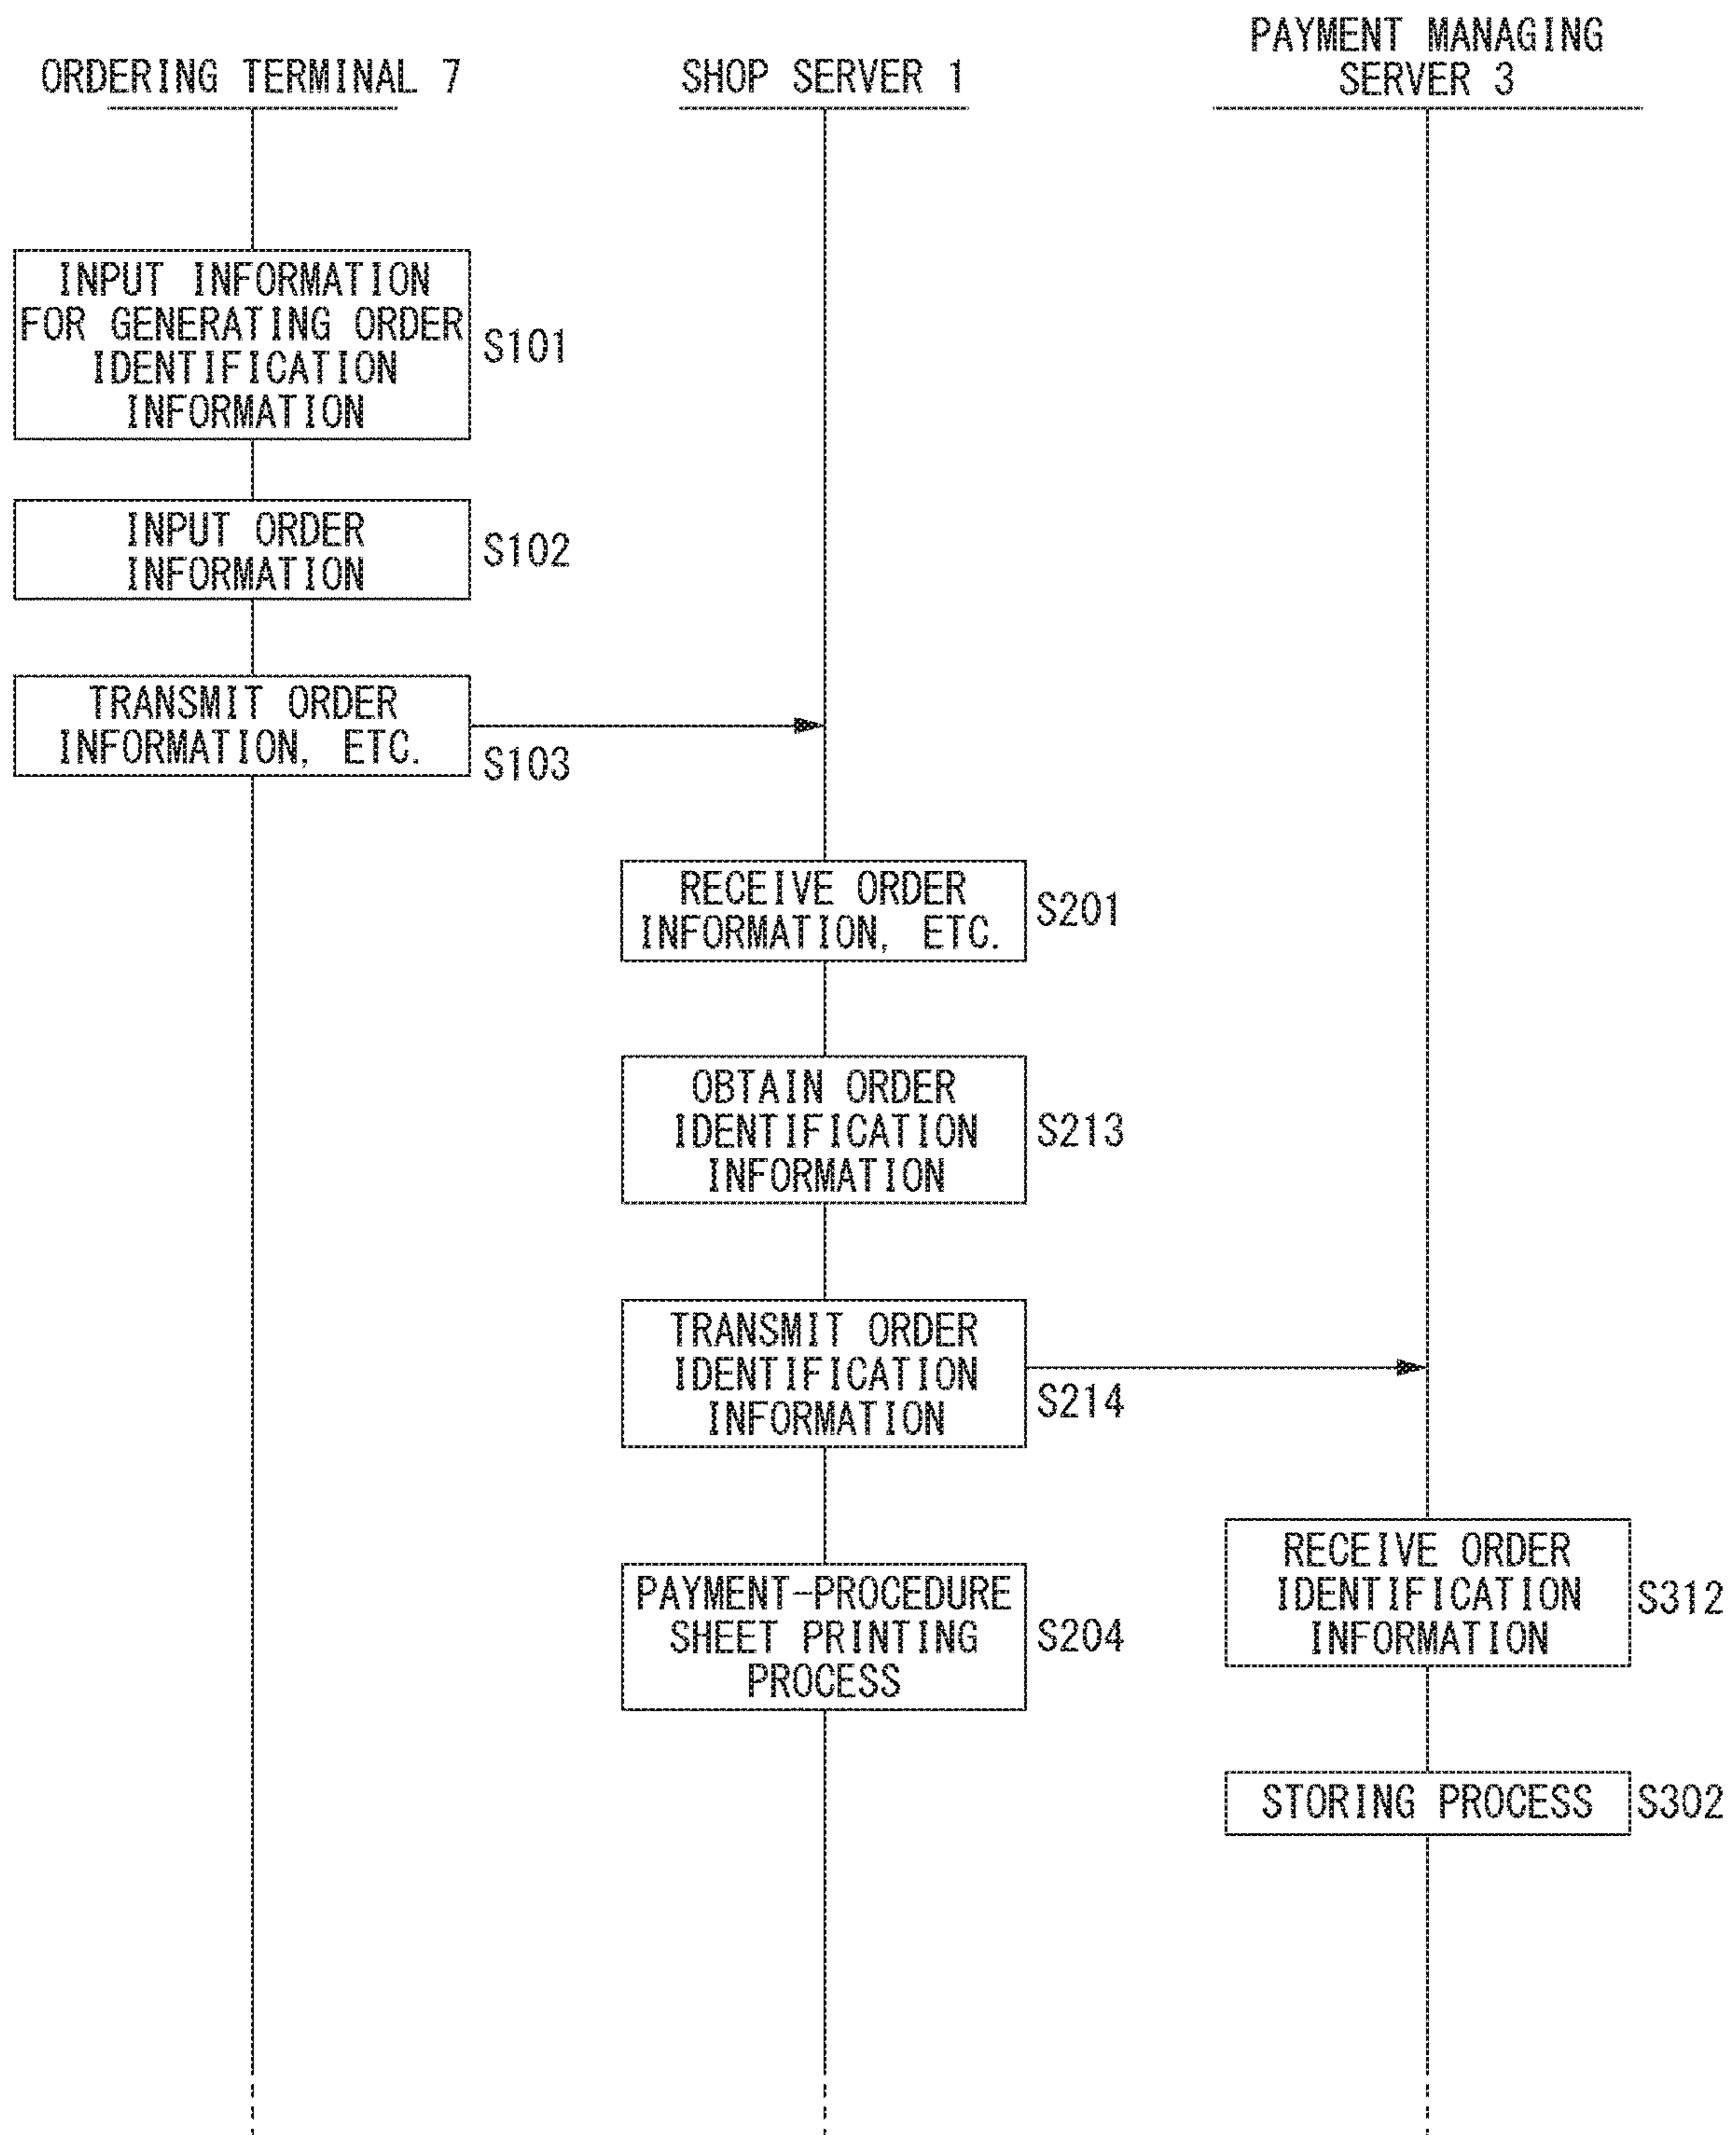 ORDERING TERMINAL 7
SHOP SERVER 1
PAYMENT MANAGING
SERVER 3
INPUT INFORMATION
FOR GENERATING ORDER
IDENTIFICATION
INFORMATION
S101
INPUT ORDER
INFORMATION
S102
TRANSMIT ORDER
INFORMATION, ETC.
S103
RECEIVE ORDER
INFORMATION, ETC.
S201
OBTAIN ORDER
IDENTIFICATION
INFORMATION
S213
TRANSMIT ORDER
IDENTIFICATION
INFORMATION
S214
PAYMENT-PROCEDURE
SHEET PRINTING
PROCESS
S204
RECEIVE ORDER
IDENTIFICATION
INFORMATION
S312
STORING PROCESS
S302